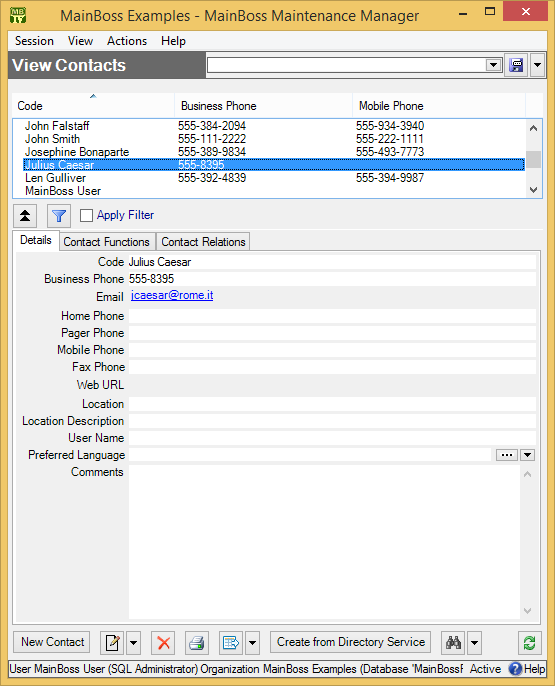 MB
MainBoss Examples - MainBoss Maintenance Manager
Session View Actions Help
View Contacts
Code Business Phone Mobile Phone
John Falstaff 555-384-2094 555-934-3940
John Smith 555-111-2222 555-222-1111
Josephine Bonaparte 555-389-9834 555-493-7773
Julius Caesar 555-8395
Len Gulliver 555-392-4839 555-394-9987
MainBoss User
Apply Filter
Details Contact Functions Contact Relations
Code Julius Caesar
Business Phone 555-8395
Email jcaesar@rome.it
Home Phone
Pager Phone
Mobile Phone
Fax Phone
Web URL
Location
Location Description
User Name
Preferred Language ...
Comments
New Contact Create from Directory Service
User MainBoss User (SQL Administrator) Organization MainBoss Examples (Database 'MainBossF Active Help